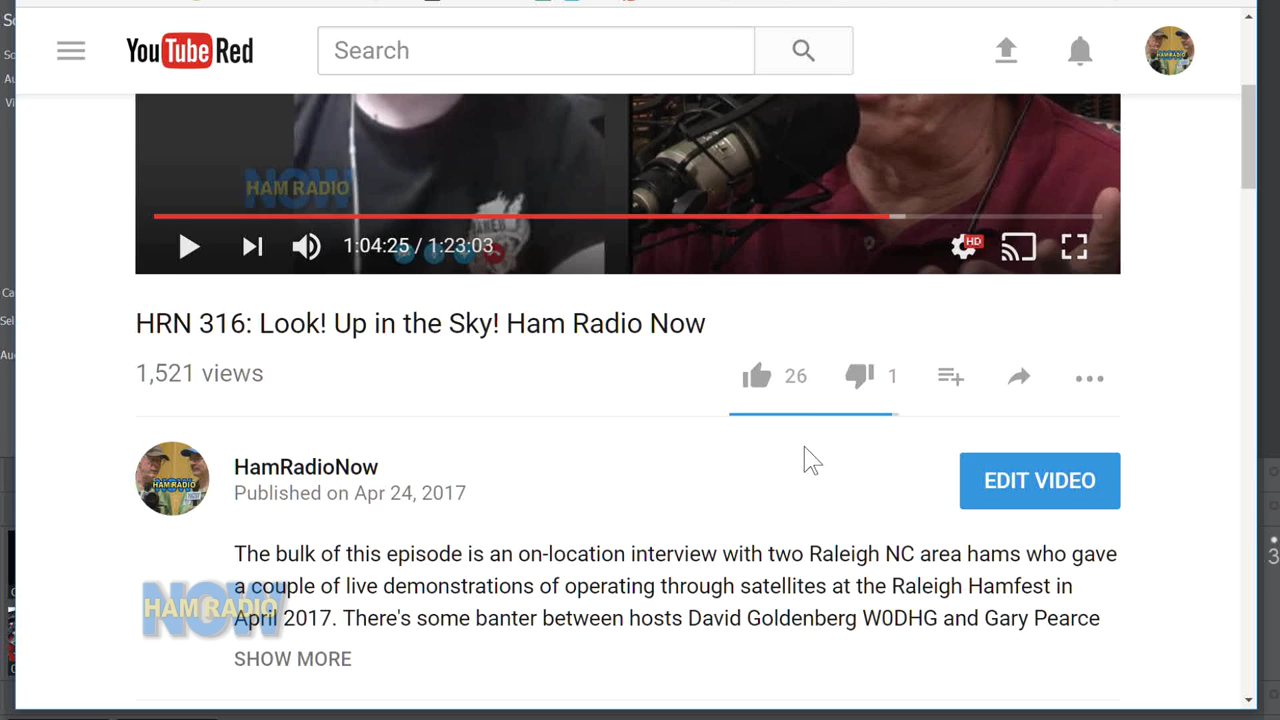 YouTube Red
Search
HAM RADIO
NOW
1:04:25 / 1:23:03
HD
HRN 316: Look! Up in the Sky! Ham Radio Now
1,521 views
26
1
HamRadioNow
Published on Apr 24, 2017
EDIT VIDEO
The bulk of this episode is an on-location interview with two Raleigh NC area hams who gave
a couple of live demonstrations of operating through satellites at the Raleigh Hamfest in
April 2017. There's some banter between hosts David Goldenberg W0DHG and Gary Pearce
SHOW MORE
HAM RADIO
NOW